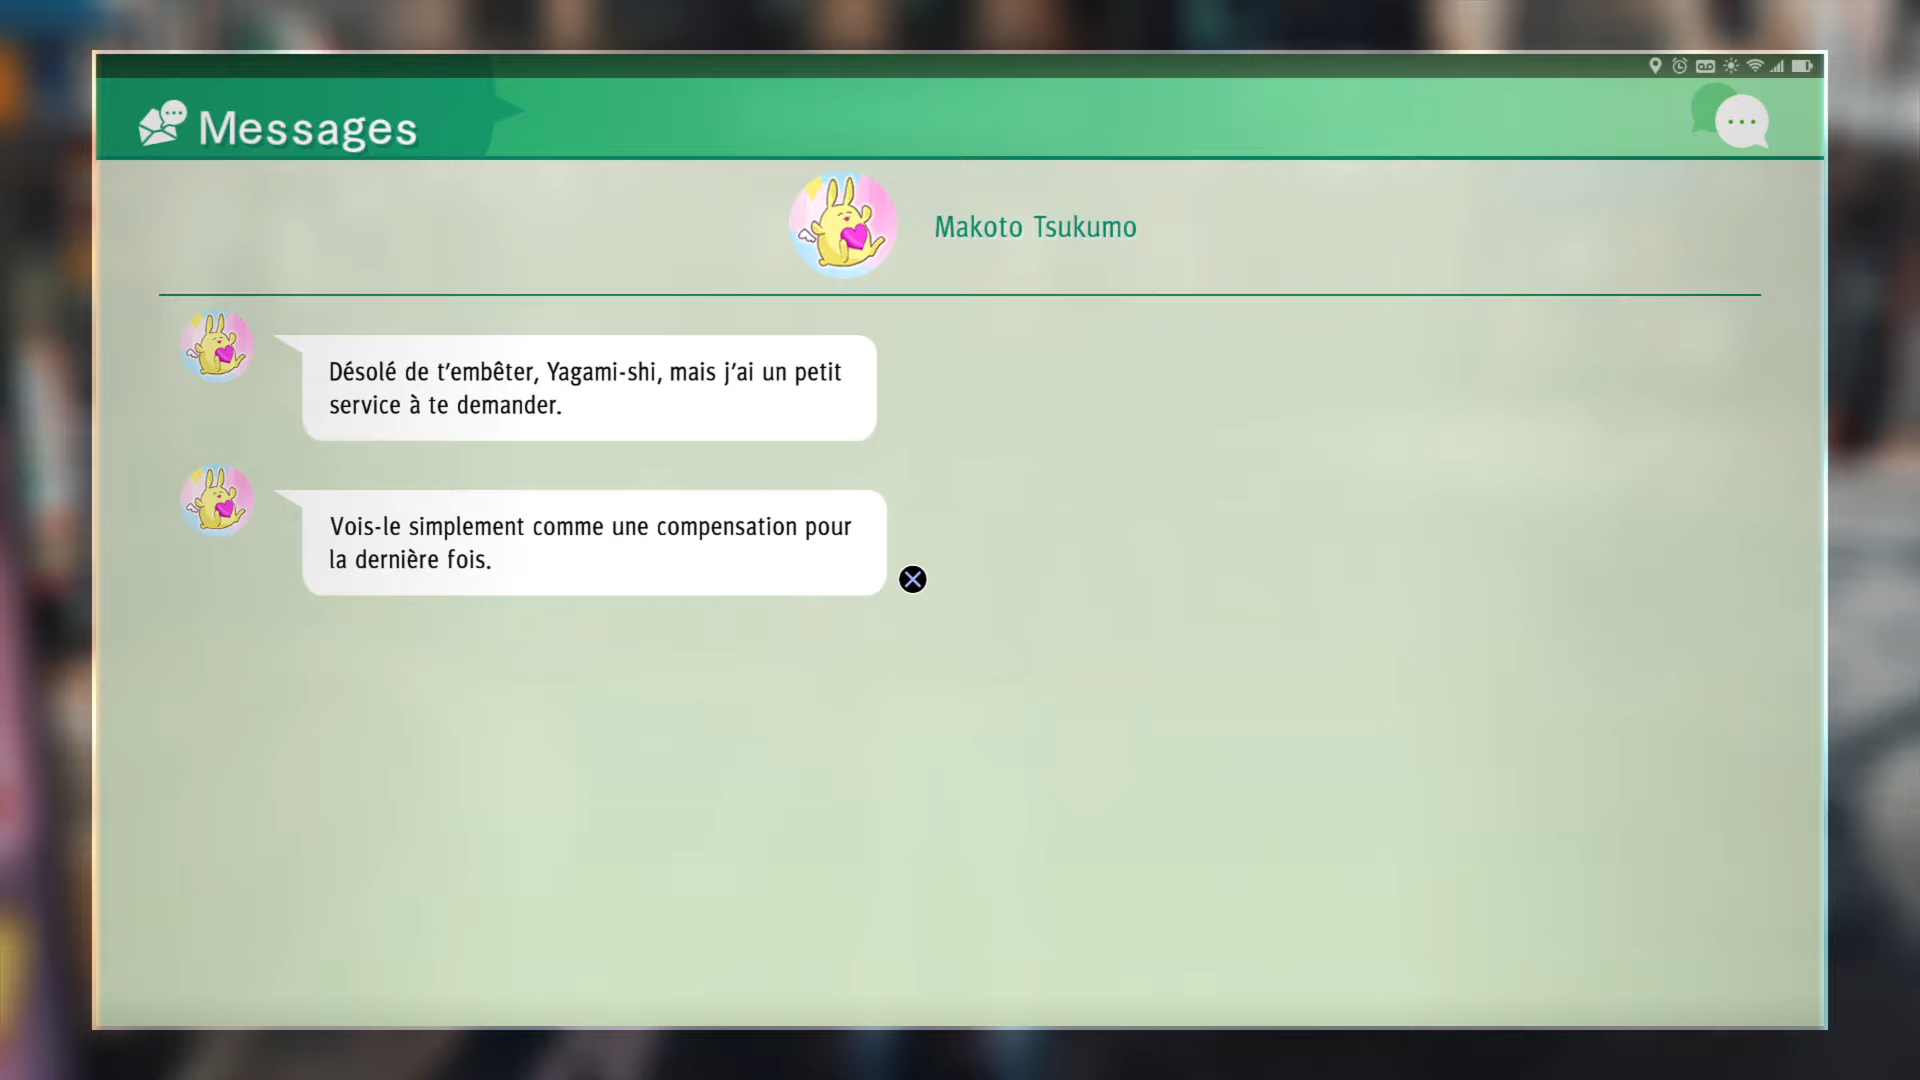 Messages
Makoto Tsukumo
Désolé de t’embêter, Yagami-shi, mais j’ai un petit
service à te demander.
Vois-le simplement comme une compensation pour
la dernière fois.